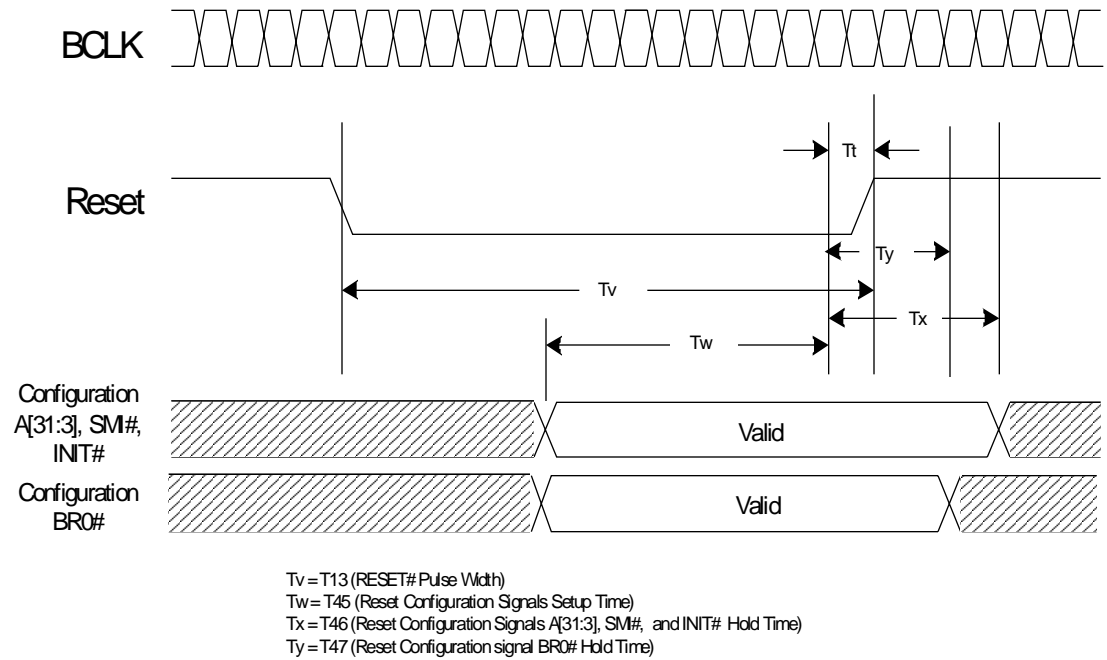 BCLK
Tt
Reset
Ty
Tv
Tx
Tw
Configuration
A[31:3], SMI#,
INIT#
Valid
Configuration
BR0#
Valid
Tv = T13 (RESET# Pulse Width)
Tw = T45 (Reset Configuration Signals Setup Time)
Tx = T46 (Reset Configuration Signals A[31:3], SMI#, and INIT# Hold Time)
Ty = T47 (Reset Configuration signal BR0# Hold Time)